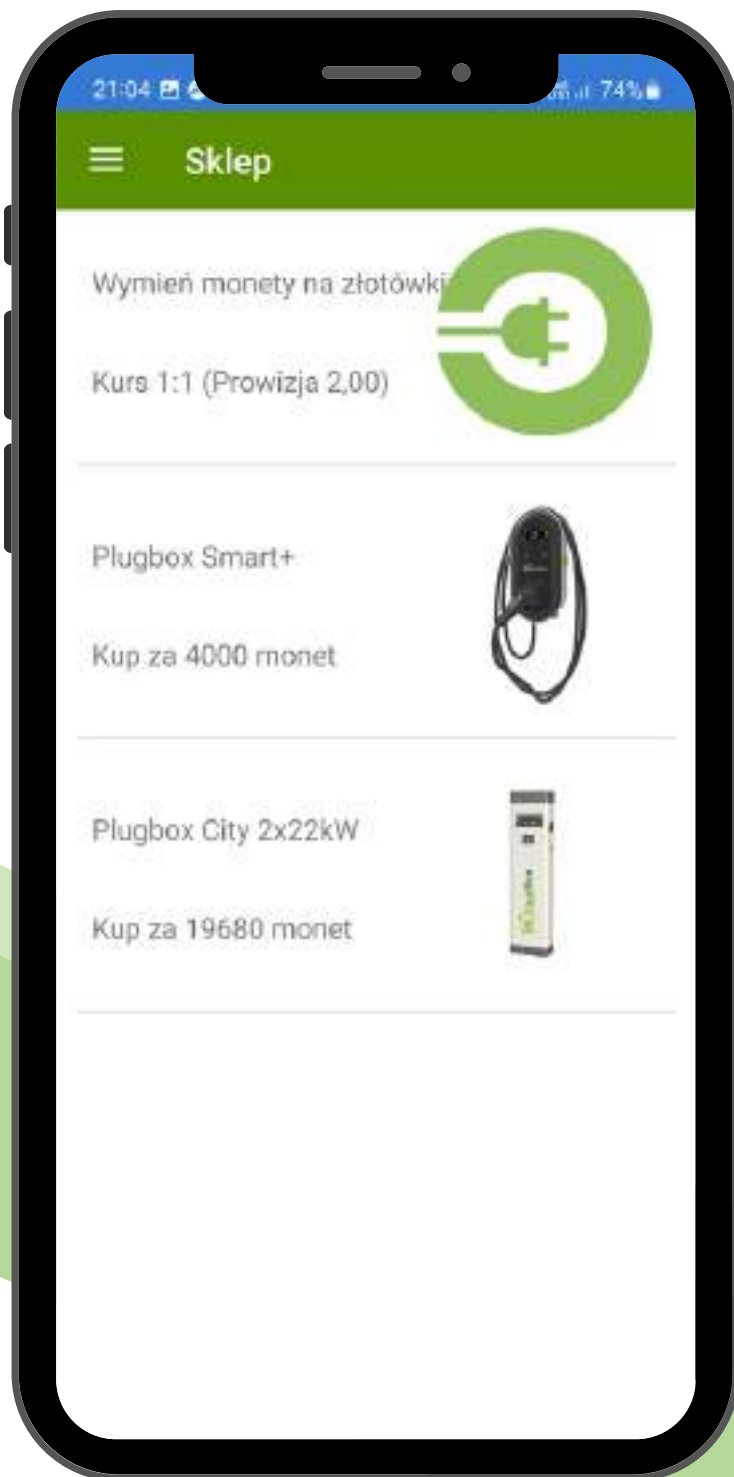 21:04
74%
Sklep
Wymień monety na złotówki
Kurs 1:1 (Prowizja 2,00)
Plugbox Smart+
Kup za 4000 monet
Plugbox City 2x22kW
Kup za 19680 monet